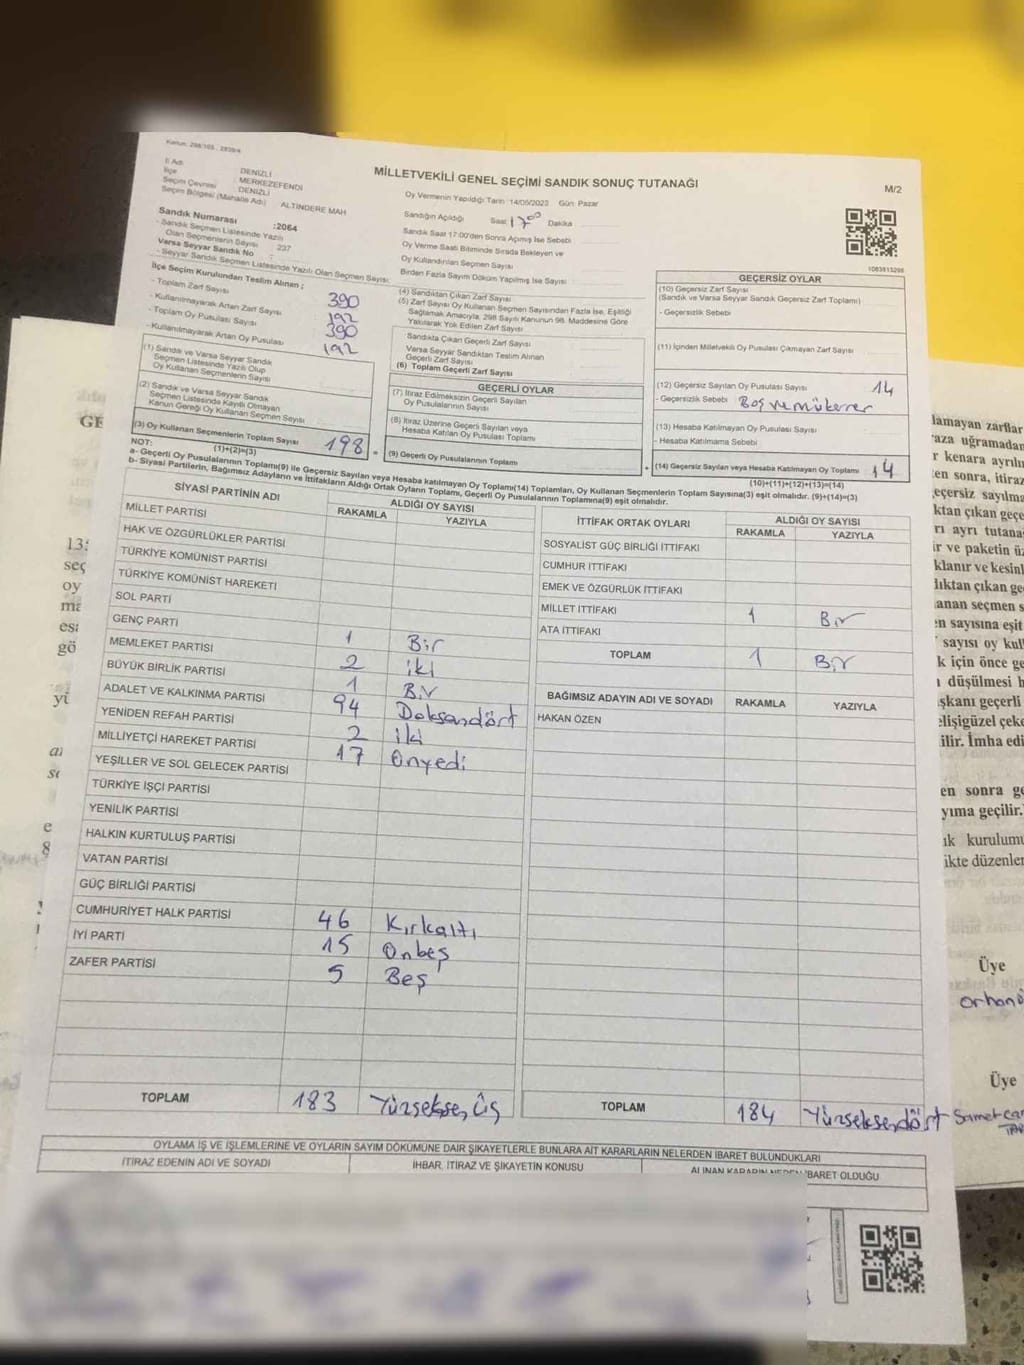 Kanun: 298/105 , 2839/4
MİLLETVEKİLİ GENEL SEÇİMİ SANDIK SONUÇ TUTANAĞI
M/2
İl Adı DENİZLİ
İlçe : MERKEZEFENDİ
Seçim Çevresi DENİZLİ
Seçim Bölgesi (Mahalle Adı) ALTINDERE MAH
Sandık Numarası :2064
- Sandık Seçmen Listesinde Yazılı
Olan Seçmenlerin Sayısı : 237
Varsa Seyyar Sandık No :
- Seyyar Sandık Seçmen Listesinde Yazılı Olan Seçmen Sayısı:
İlçe Seçim Kurulundan Teslim Alınan ;
- Toplam Zarf Sayısı 390
- Kullanılmayarak Artan Zarf Sayısı 192
- Toplam Oy Pusulası Sayısı 390
- Kullanılmayarak Artan Oy Pusulası 192
(1) Sandık ve Varsa Seyyar Sandık
Seçmen Listesinde Yazılı Olup
Oy Kullanan Seçmenlerin Sayısı
(2) Sandık ve Varsa Seyyar Sandık
Seçmen Listesinde Kayıtlı Olmayan
Kanun Gereği Oy Kullanan Seçmen Sayısı
(3) Oy Kullanan Seçmenlerin Toplam Sayısı 198
(1)+(2)=(3)
Oy Vermenin Yapıldığı Tarih : 14/05/2023 Gün: Pazar
Sandığın Açıldığı Saat 17 00 Dakika
Sandık Saat 17:00'den Sonra Açılmış İse Sebebi
Oy Verme Saati Bitiminde Sırada Bekleyen ve
Oy Kullandırılan Seçmen Sayısı
Birden Fazla Sayım Döküm Yapılmış İse Sayısı
(4) Sandıktan Çıkan Zarf Sayısı
(5) Zarf Sayısı Oy Kullanan Seçmen Sayısından Fazla İse, Eşitliği
Sağlamak Amacıyla, 298 Sayılı Kanunun 98. Maddesine Göre
Yakılarak Yok Edilen Zarf Sayısı
Sandıkta Çıkan Geçerli Zarf Sayısı
Varsa Seyyar Sandıktan Teslim Alınan
Geçerli Zarf Sayısı
(6) Toplam Geçerli Zarf Sayısı
GEÇERLİ OYLAR
(7) İtiraz Edilmeksizin Geçerli Sayılan
Oy Pusulalarının Sayısı
(8) İtiraz Üzerine Geçerli Sayılan veya
Hesaba Katılan Oy Pusulası Toplamı
= (9) Geçerli Oy Pusulalarının Toplamı
1083813298
GEÇERSİZ OYLAR
(10) Geçersiz Zarf Sayısı
(Sandık ve Varsa Seyyar Sandık Geçersiz Zarf Toplamı)
- Geçersizlik Sebebi
(11) İçinden Milletvekili Oy Pusulası Çıkmayan Zarf Sayısı
(12) Geçersiz Sayılan Oy Pusulası Sayısı 14
- Geçersizlik Sebebi Boş ve mükerrer
(13) Hesaba Katılmayan Oy Pusulası Sayısı
- Hesaba Katılmama Sebebi
+ (14) Geçersiz Sayılan veya Hesaba Katılmayan Oy Toplamı 14
(10)+(11)+(12)+(13)=(14)
NOT:
a- Geçerli Oy Pusulalarının Toplamı(9) ile Geçersiz Sayılan veya Hesaba Katılmayan Oy Toplamı(14) Toplamları, Oy Kullanan Seçmenlerin Toplam Sayısına(3) eşit olmalıdır. (9)+(14)=(3)
b- Siyasi Partilerin, Bağımsız Adayların ve İttifakların Aldığı Ortak Oyların Toplamı, Geçerli Oy Pusulalarının Toplamına(9) eşit olmalıdır.
SİYASİ PARTİNİN ADI ALDIĞI OY SAYISI
RAKAMLA YAZIYLA
MİLLET PARTİSİ
HAK VE ÖZGÜRLÜKLER PARTİSİ
TÜRKİYE KOMÜNİST PARTİSİ
TÜRKİYE KOMÜNİST HAREKETİ
SOL PARTİ
GENÇ PARTİ 1 Bir
MEMLEKET PARTİSİ 2 iki
BÜYÜK BİRLİK PARTİSİ 1 Bir
ADALET VE KALKINMA PARTİSİ 94 Doksandört
YENİDEN REFAH PARTİSİ 2 iki
MİLLİYETÇİ HAREKET PARTİSİ 17 Onyedi
YEŞİLLER VE SOL GELECEK PARTİSİ
TÜRKİYE İŞÇİ PARTİSİ
YENİLİK PARTİSİ
HALKIN KURTULUŞ PARTİSİ
VATAN PARTİSİ
GÜÇ BİRLİĞİ PARTİSİ
CUMHURİYET HALK PARTİSİ 46 Kırkaltı
İYİ PARTİ 15 Onbeş
ZAFER PARTİSİ 5 Beş
TOPLAM 183 Yüzseksenüç
İTTİFAK ORTAK OYLARI ALDIĞI OY SAYISI
RAKAMLA YAZIYLA
SOSYALİST GÜÇ BİRLİĞİ İTTİFAKI
CUMHUR İTTİFAKI
EMEK VE ÖZGÜRLÜK İTTİFAKI
MİLLET İTTİFAKI 1 Bir
ATA İTTİFAKI
TOPLAM 1 Bir
BAĞIMSIZ ADAYIN ADI VE SOYADI RAKAMLA YAZIYLA
HAKAN ÖZEN
TOPLAM 184 Yüzseksendört
OYLAMA İŞ VE İŞLEMLERİNE VE OYLARIN SAYIM DÖKÜMÜNE DAİR ŞİKAYETLERLE BUNLARA AİT KARARLARIN NELERDEN İBARET BULUNDUKLARI
İTİRAZ EDENİN ADI VE SOYADI İHBAR, İTİRAZ VE ŞİKAYETİN KONUSU ALINAN KARARIN NEDEN İBARET OLDUĞU
GE
seç
oy
gö
yi
lamayan zarflar
aza uğramadan
r kenara ayrılır
en sonra, itiraz
geçersiz sayılma
ktan çıkan geçe
rı ayrı tutana
ir ve paketin üz
klanır ve kesinl
lıktan çıkan ge
anan seçmen s
n sayısına eşit
sayısı oy kull
k için önce ge
düşülmesi h
şkanı geçerli
elişigüzel çeke
ilir. İmha edi
en sonra ge
yıma geçilir.
ık kurulumu
ikte düzenler
Üye
Orhan
Üye
Samet Can